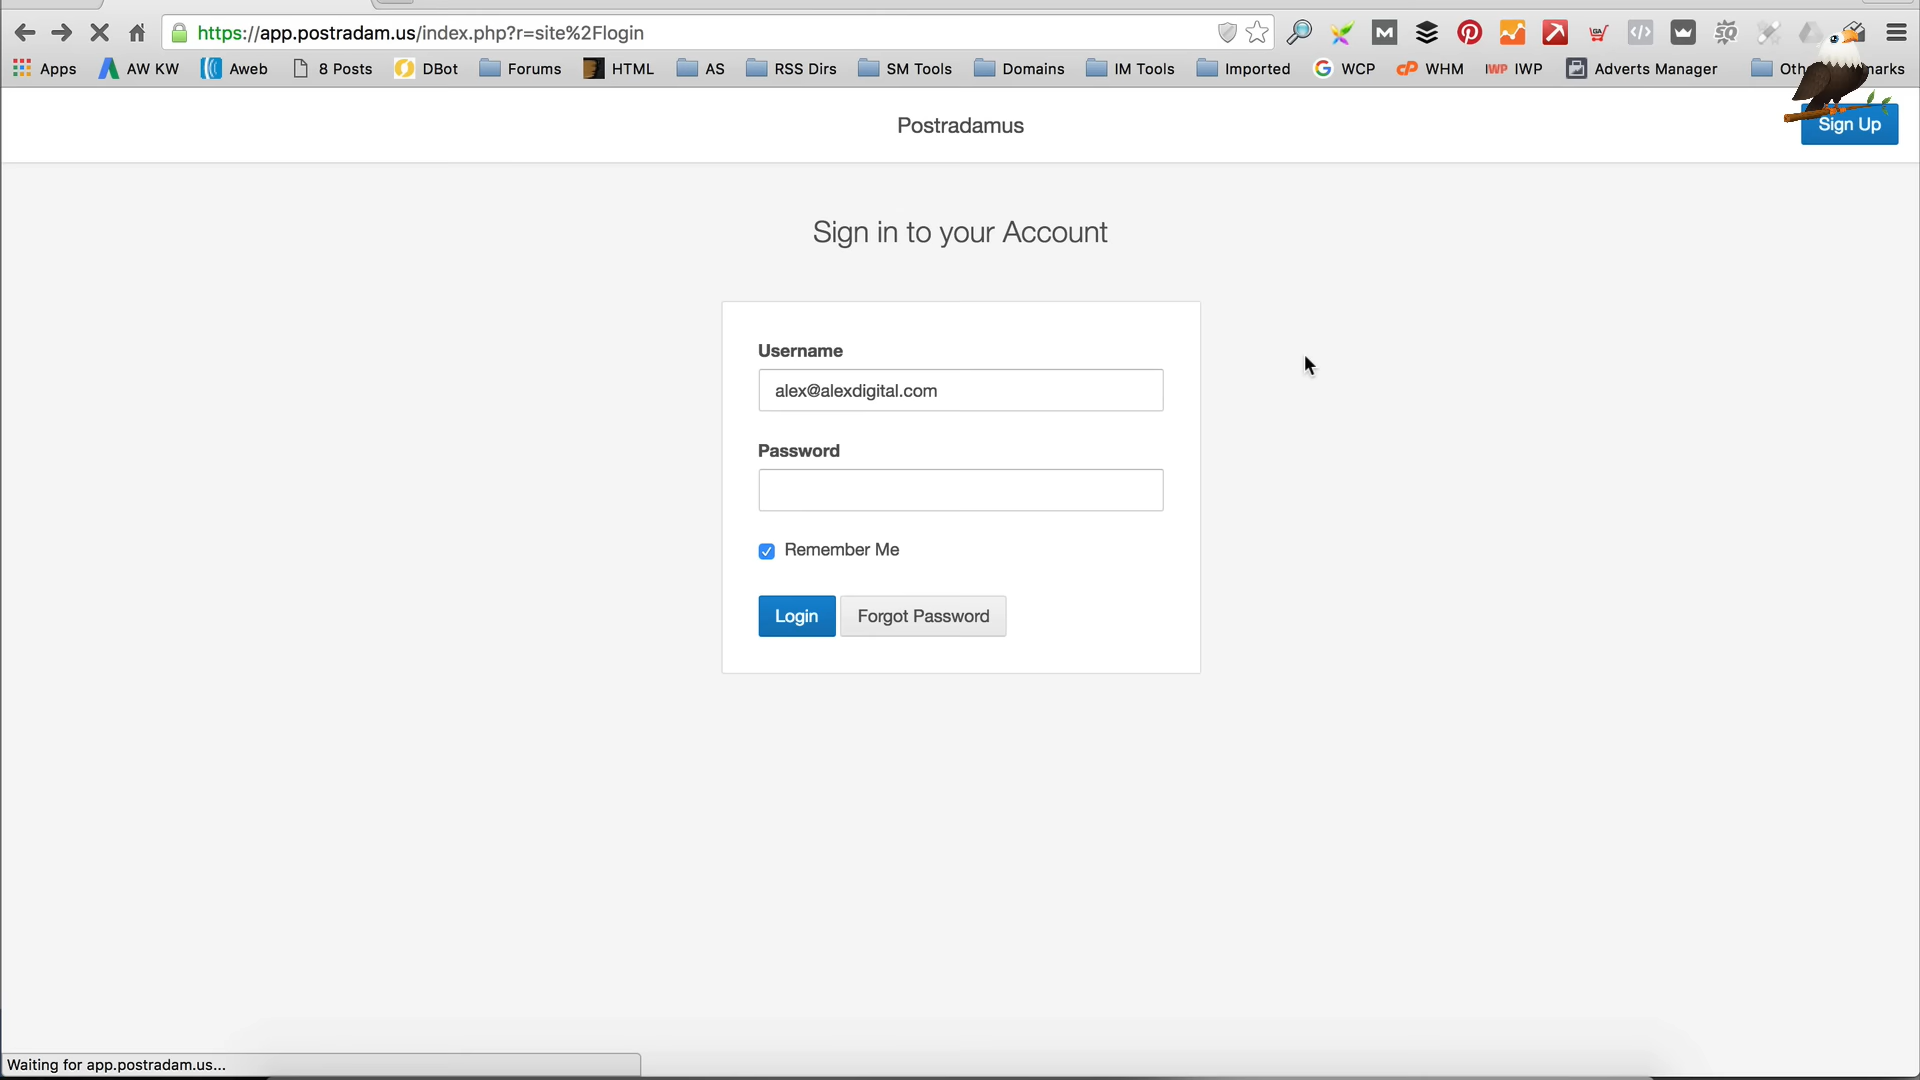 https://app.postradam.us/index.php?r=site%2Flogin
Apps AW KW Aweb 8 Posts DBot Forums HTML AS RSS Dirs SM Tools Domains IM Tools Imported WCP WHM IWP IWP Adverts Manager
Postradamus
Sign Up
Sign in to your Account
Username
alex@alexdigital.com
Password
Remember Me
Login Forgot Password
Waiting for app.postradam.us...